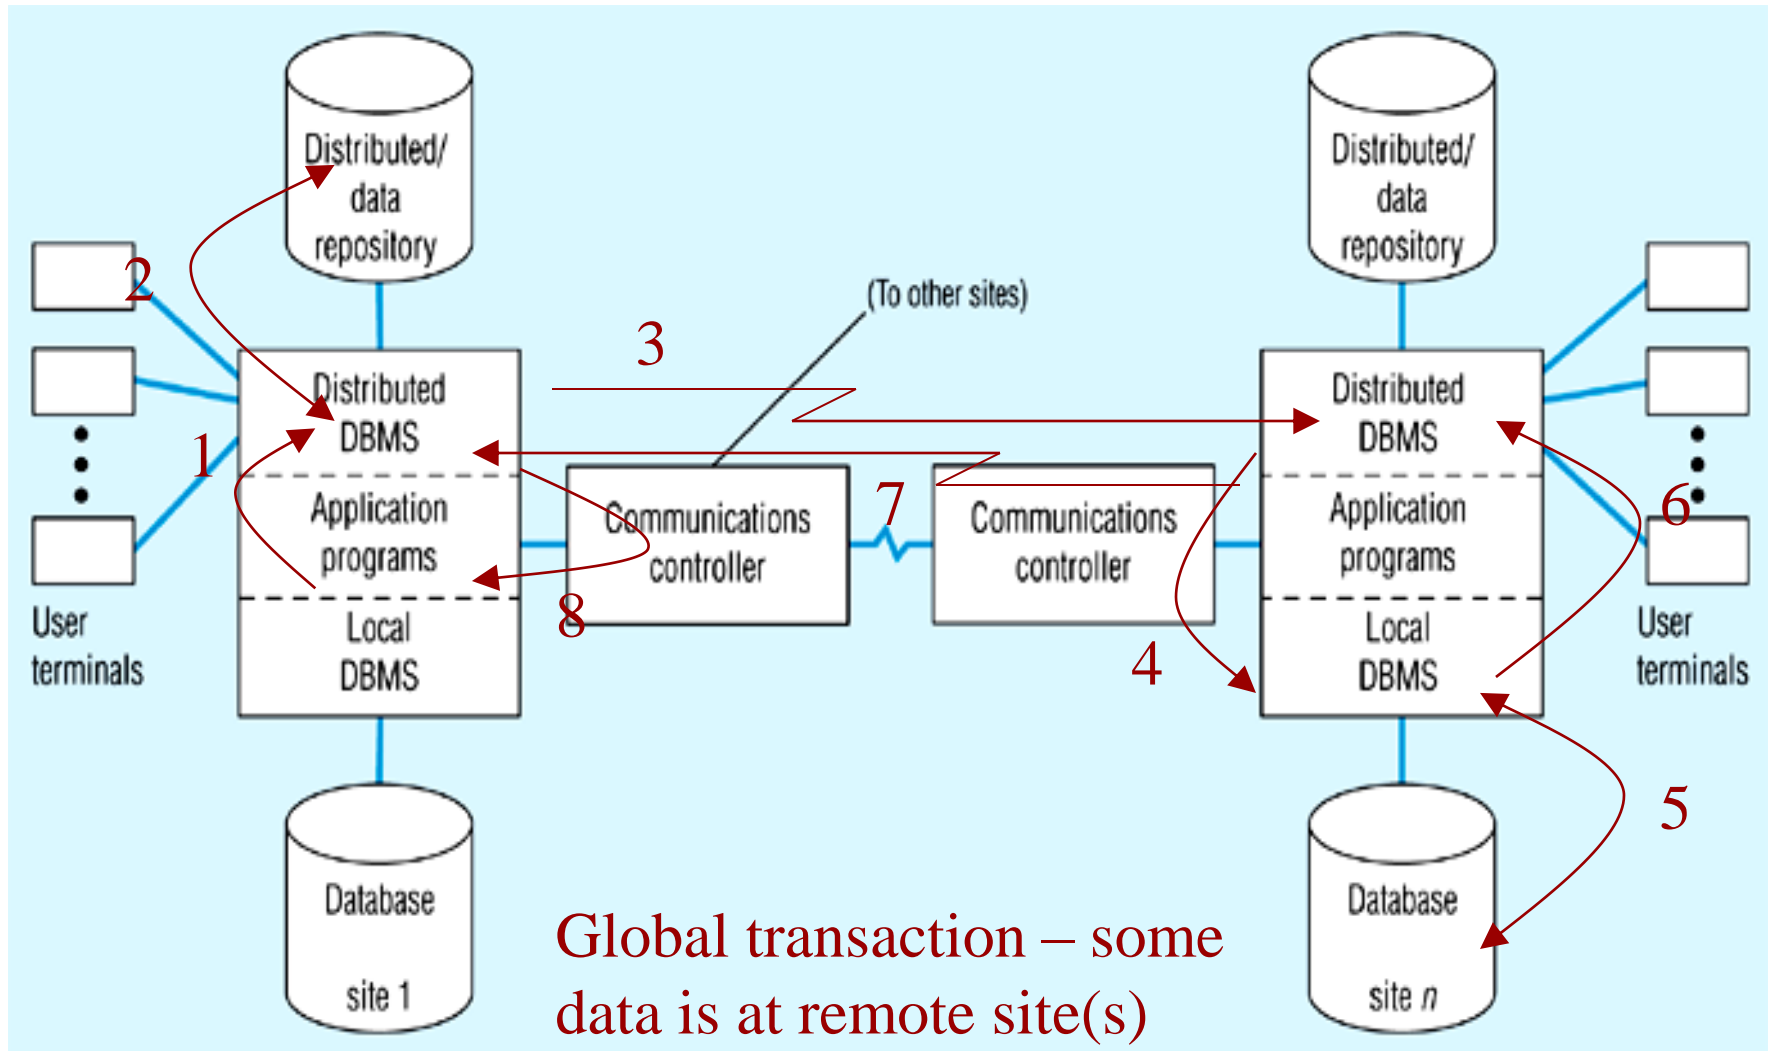 Distributed/
data
repository
Distributed/
data
repository
(To other sites)
2
3
Distributed
DBMS
Distributed
DBMS
1
Application
programs
Communications
controller
7
Communications
controller
Application
programs
6
8
4
User
terminals
Local
DBMS
Local
DBMS
User
terminals
5
Database
site 1
Database
site n
Global transaction – some
data is at remote site(s)